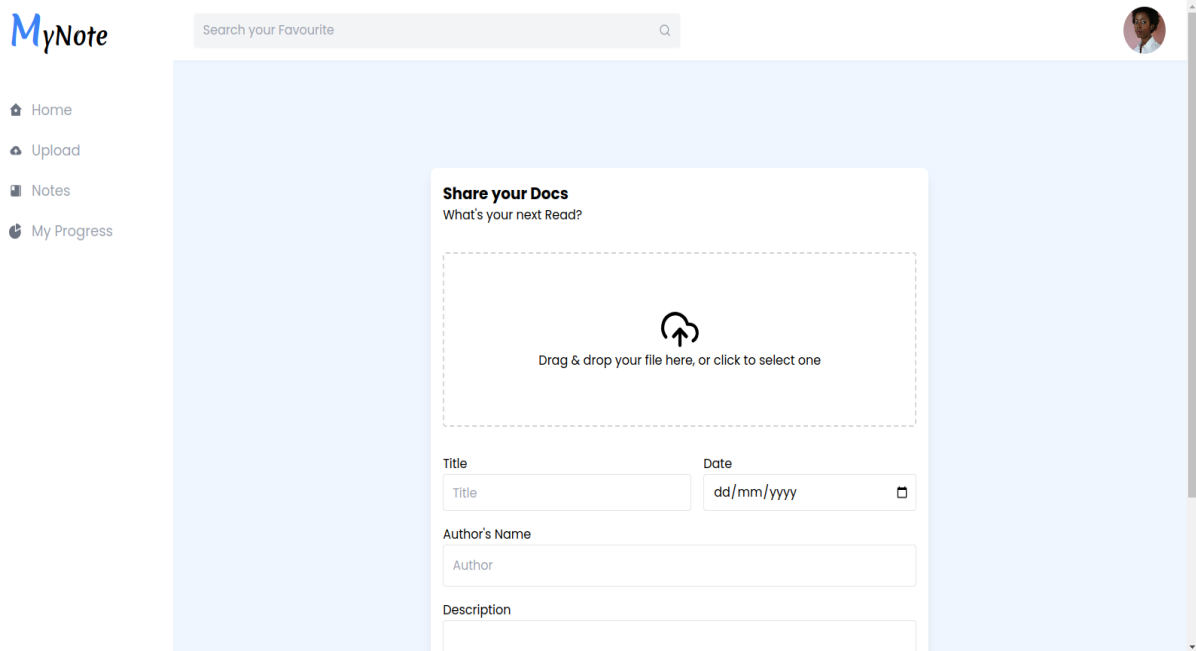 MyNote
Search your Favourite
Home
Upload
Notes
My Progress
Share your Docs
What's your next Read?
Drag & drop your file here, or click to select one
Title Date
Title dd/mm/yyyy
Author's Name
Author
Description